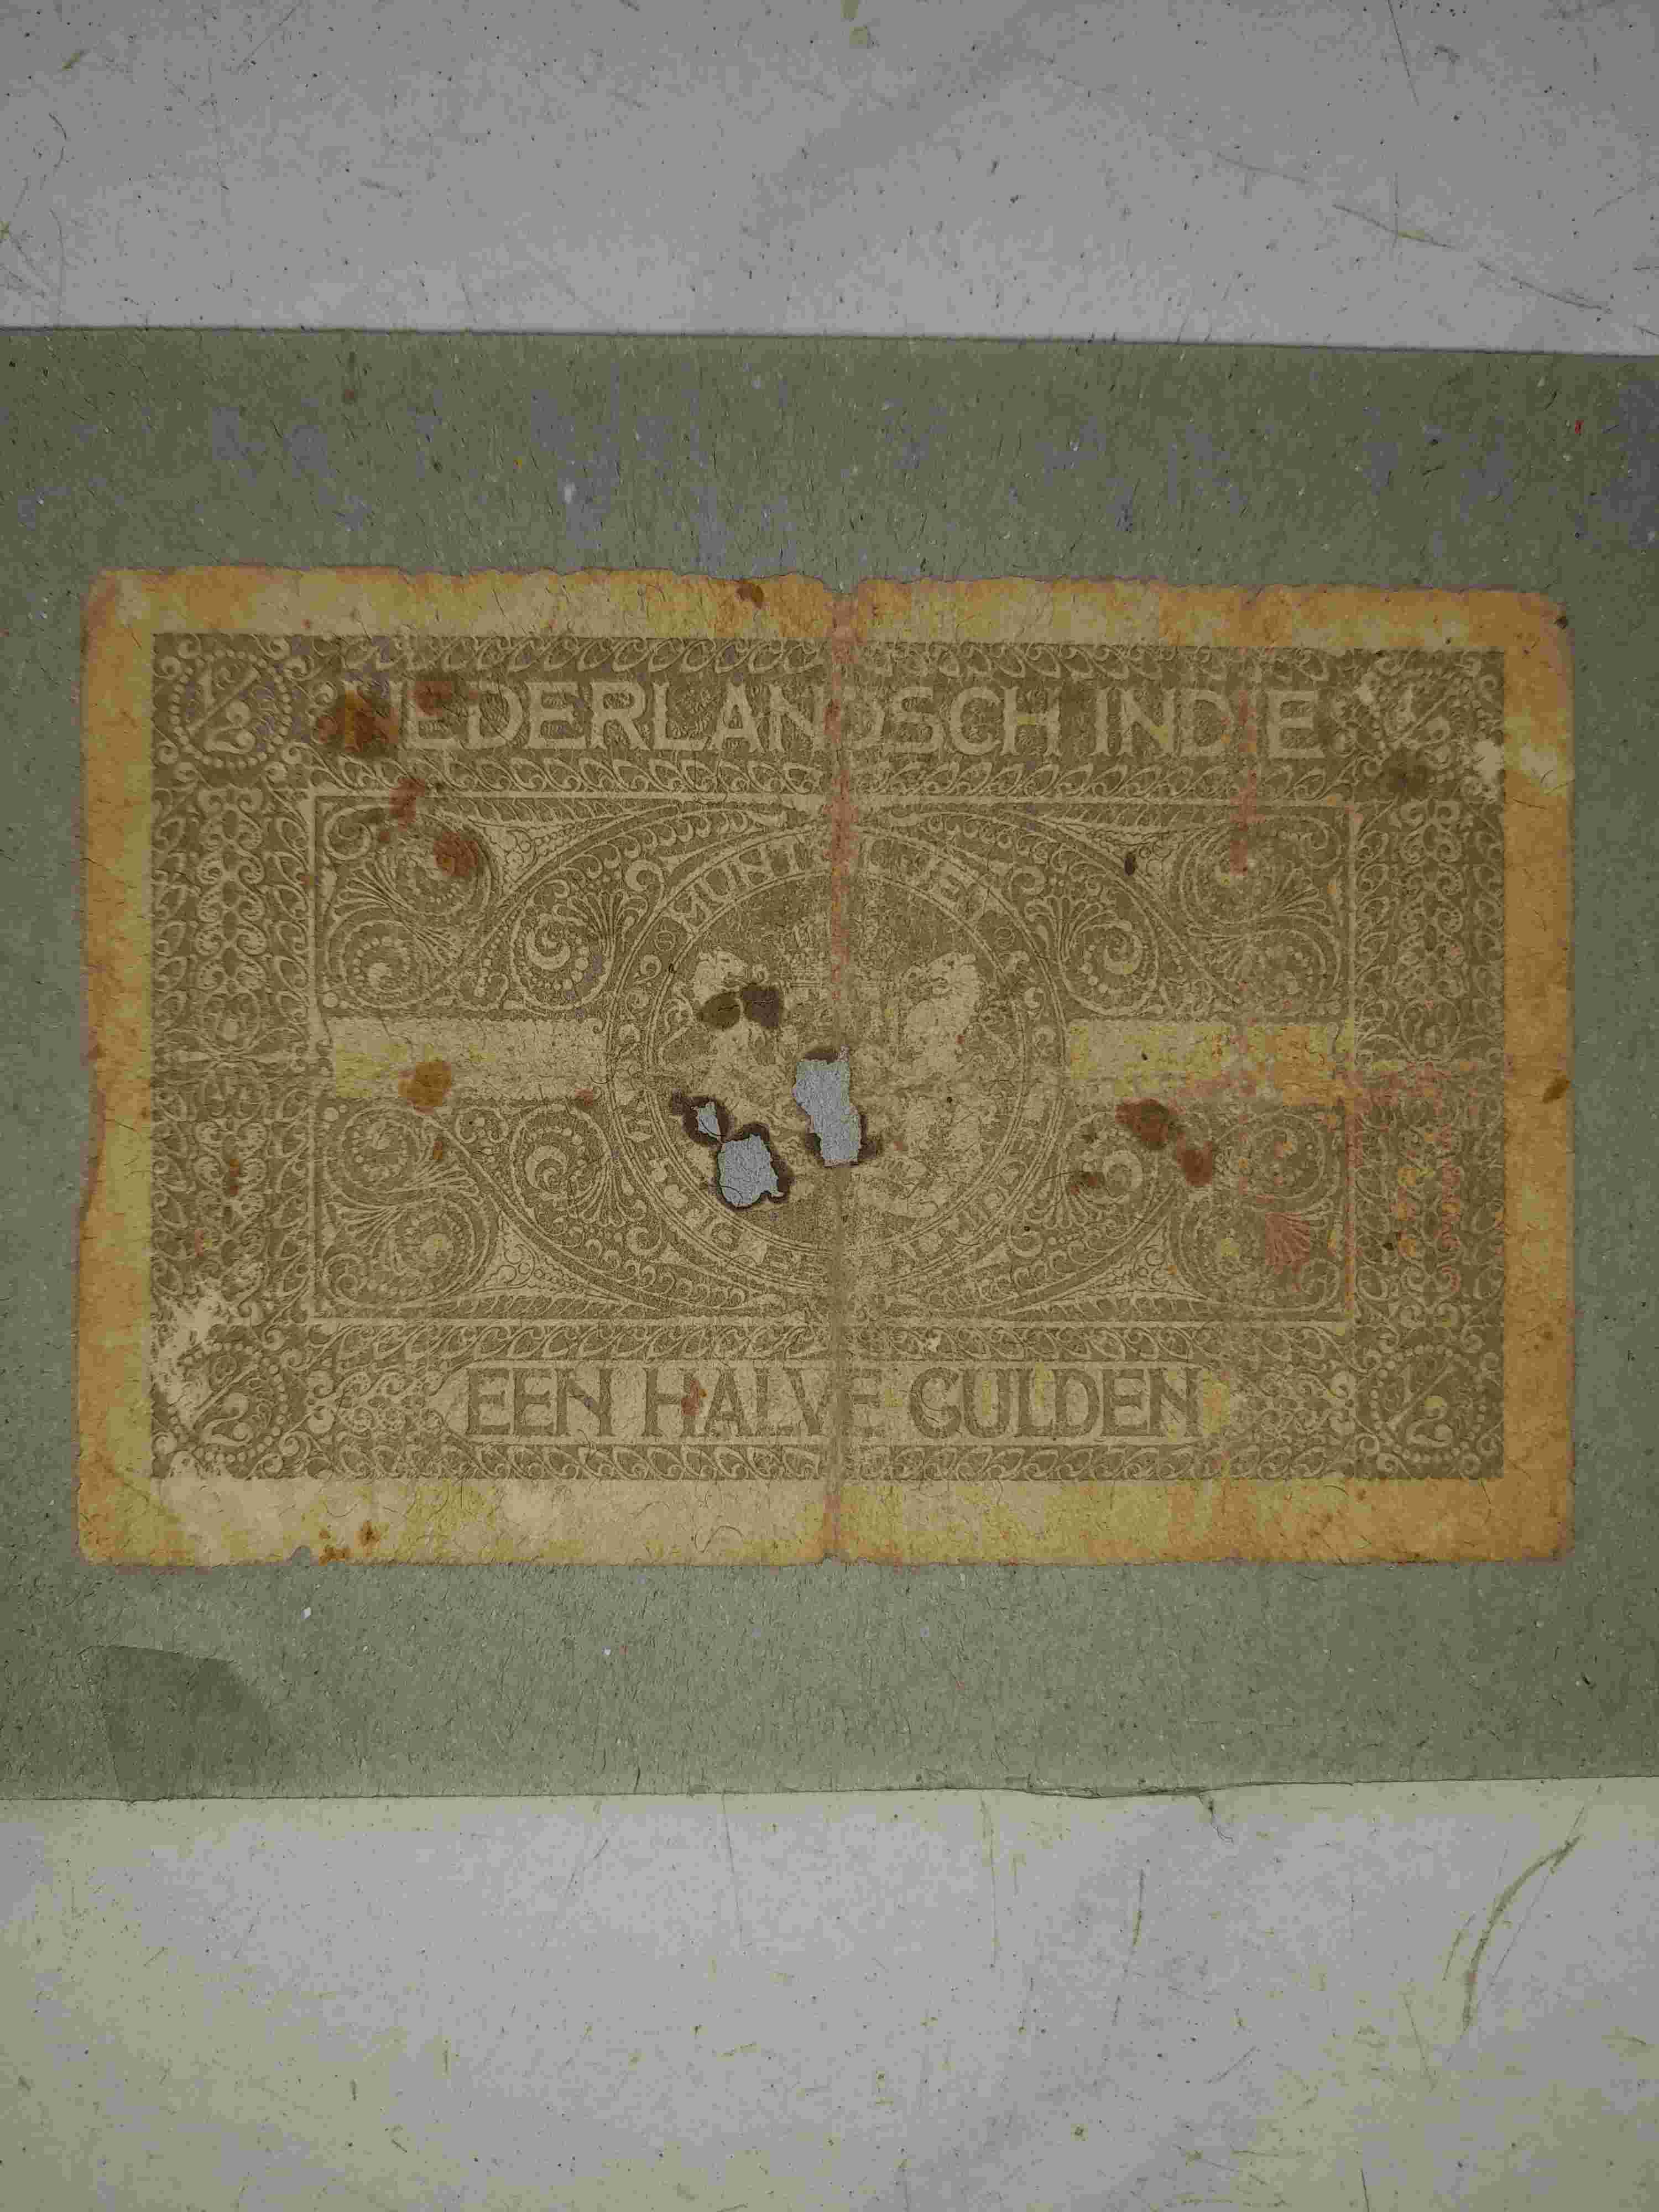 1/2 NEDERLANDSCH INDIE 1/2
1/2 EEN HALVE GULDEN 1/2